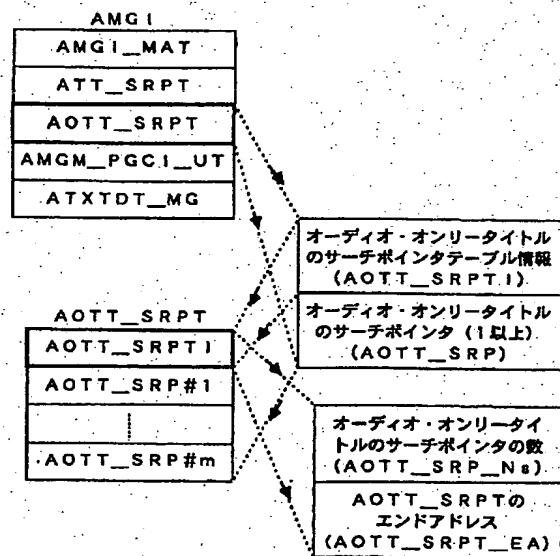 AMGI
AMGI_MAT
ATT_SRPT
AOTT_SRPT
AMGM_PGCI_UT
ATXTDT_MG
オーディオ・オンリータイトル
のサーチポインタテーブル情報
(AOTT_SRPTI)
オーディオ・オンリータイトル
のサーチポインタ(1以上)
(AOTT_SRP)
AOTT_SRPT
AOTT_SRPTI
AOTT_SRP#1
AOTT_SRP#m
オーディオ・オンリータイ
トルのサーチポインタの数
(AOTT_SRP_Ns)
AOTT_SRPTの
エンドアドレス
(AOTT_SRPT_EA)